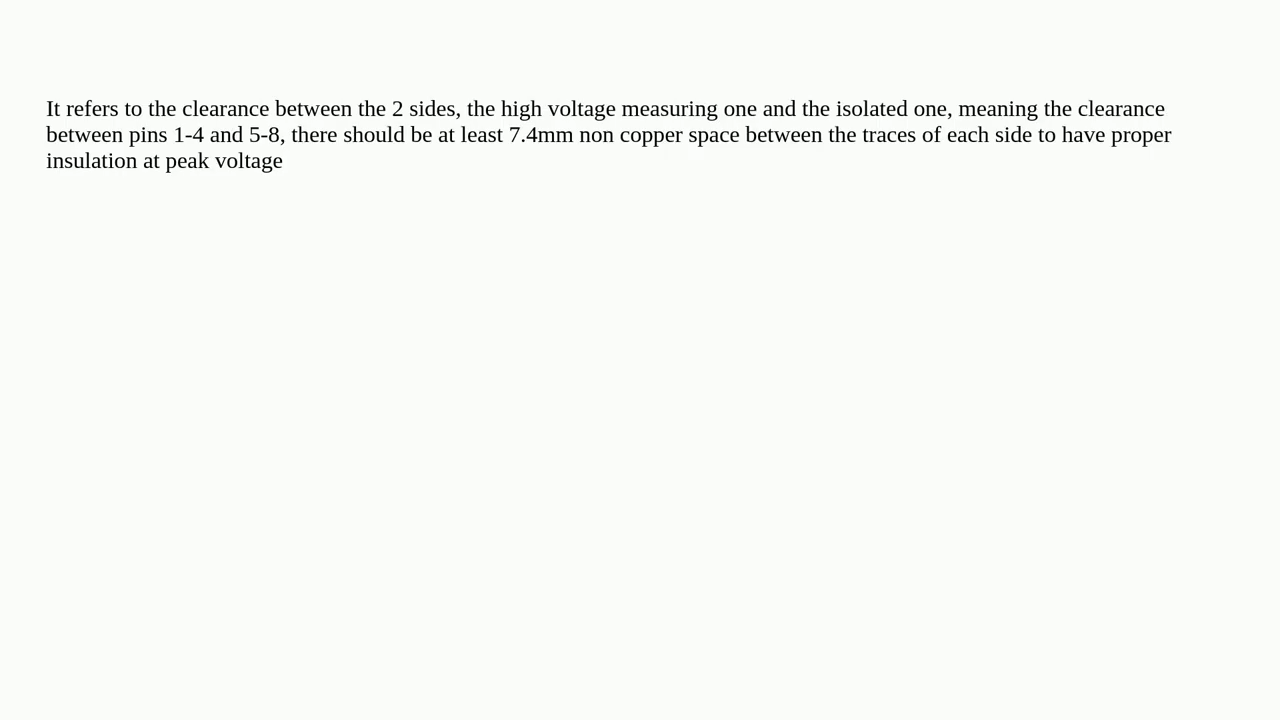 It refers to the clearance between the 2 sides, the high voltage measuring one and the isolated one, meaning the clearance
between pins 1-4 and 5-8, there should be at least 7.4mm non copper space between the traces of each side to have proper
insulation at peak voltage